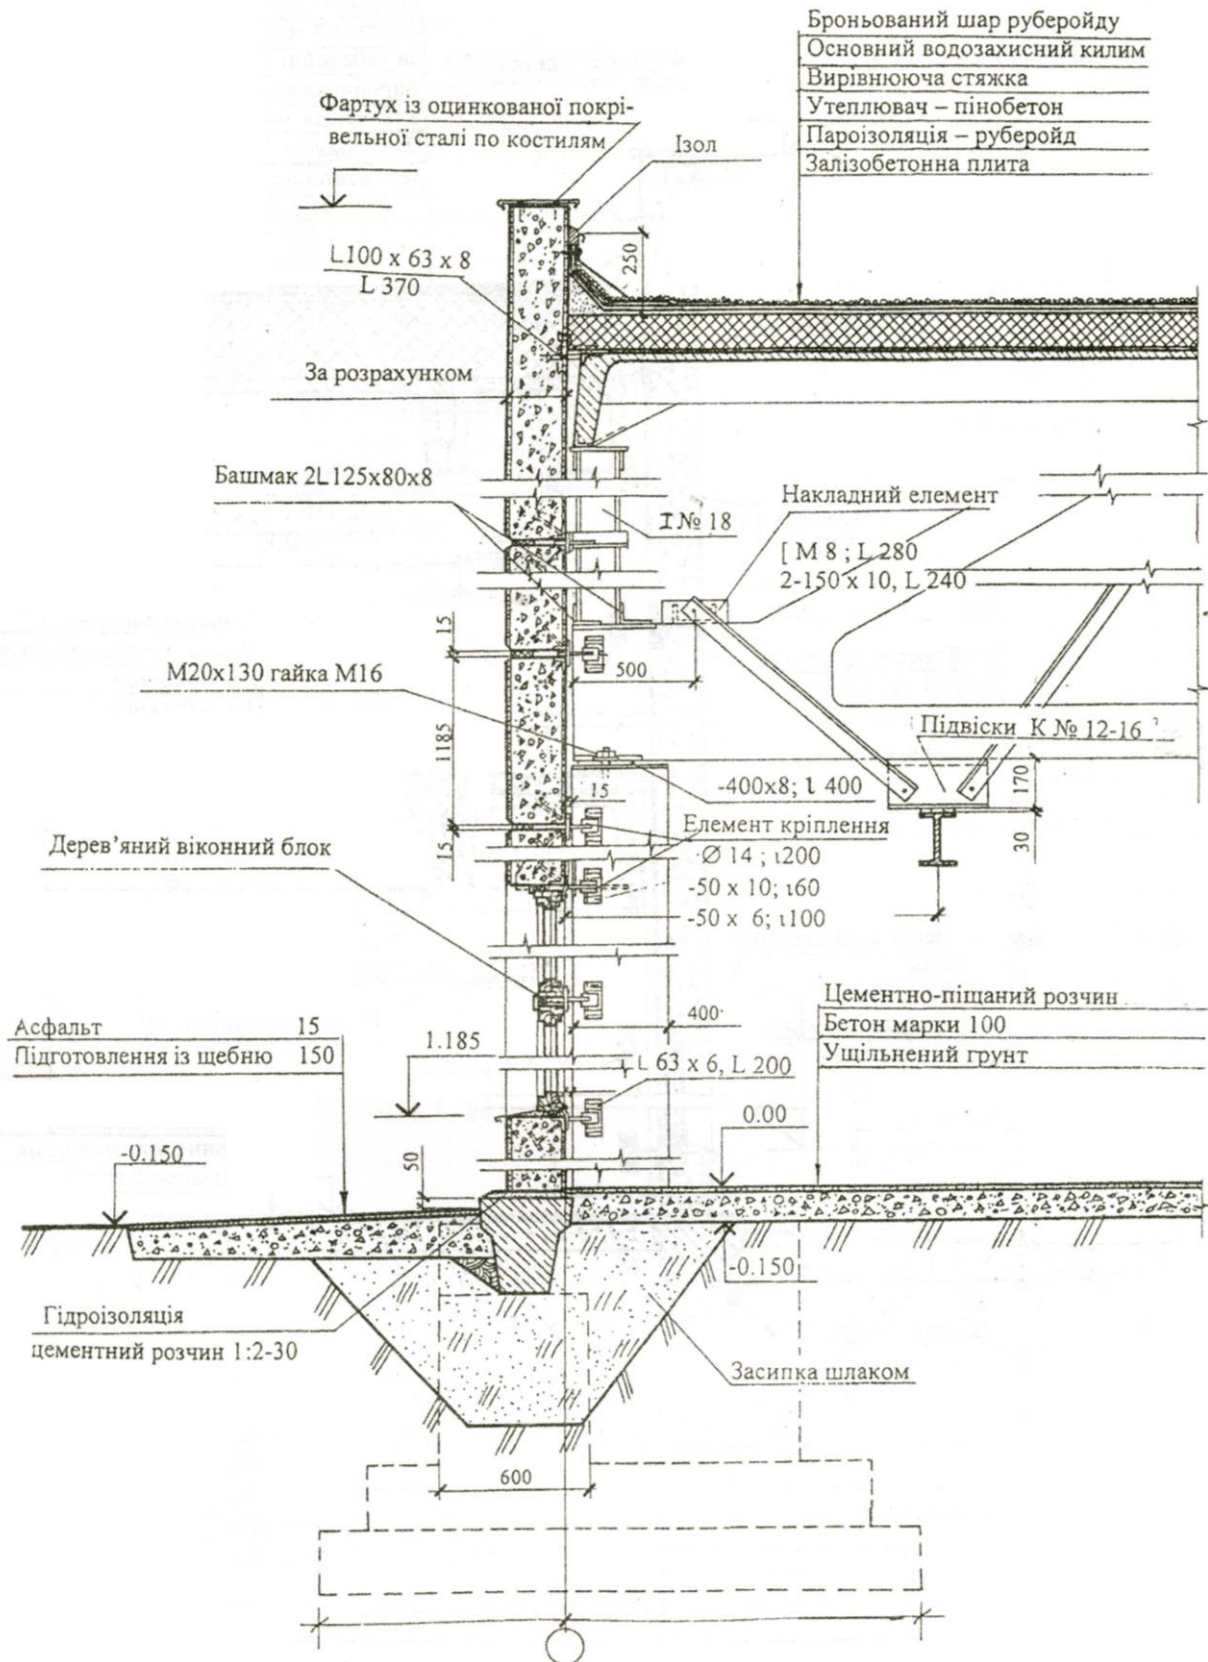 Броньований шар руберойду
Основний водозахисний килим
Вирівнююча стяжка
Утеплювач – пінобетон
Пароізоляція – руберойд
Залізобетонна плита
Фартух із оцинкованої покрі-
вельної сталі по костилям
Ізол
250
L100 x 63 x 8
L 370
За розрахунком
Башмак 2L125x80x8
Накладний елемент
I № 18
[ М 8 ; L 280
2-150 x 10, L 240
15
500
М20х130 гайка М16
1185
Підвіски К № 12-16
15
-400x8; l 400
170
Елемент кріплення
15
30
Дерев’яний віконний блок
Ø 14 ; ι200
-50 x 10; ι60
-50 x 6; ι100
Цементно-піщаний розчин
400
Бетон марки 100
Ущільнений грунт
Асфальт 15
Підготовлення із щебню 150
1.185
L 63 x 6, L 200
0.00
-0.150
50
-0.150
Гідроізоляція
цементний розчин 1:2-30
Засипка шлаком
600